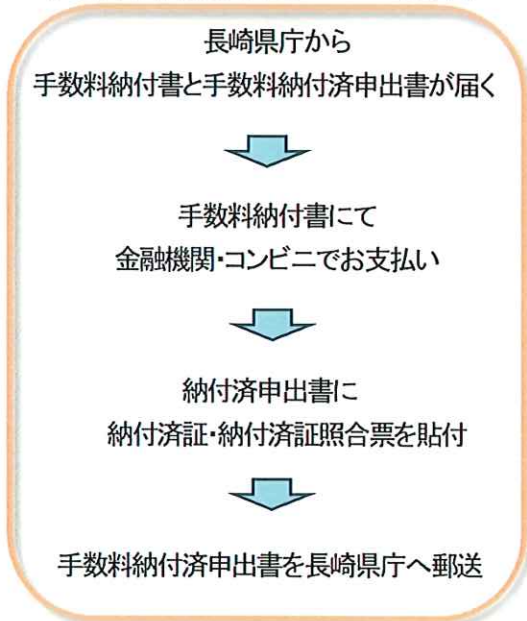 長崎県庁から
手数料納付書と手数料納付済申出書が届く
手数料納付書にて
金融機関・コンビニでお支払い
納付済申出書に
納付済証・納付済証照合票を貼付
手数料納付済申出書を長崎県庁へ郵送